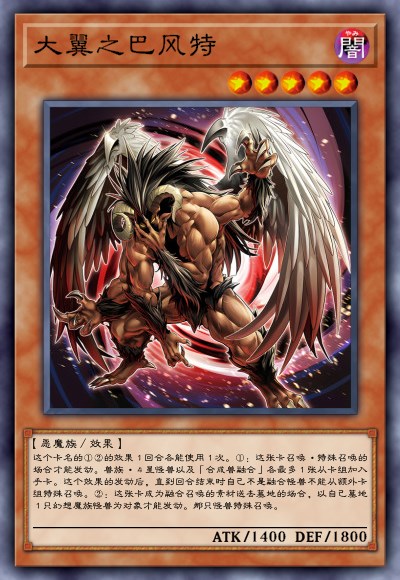 大翼之巴风特
やみ
闇
【恶魔族／效果】
这个卡名的①②的效果1回合各能使用1次。①：这张卡召唤·特殊召唤的
场合才能发动。兽族·4星怪兽以及「合成兽融合」各最多1张从卡组加入
手卡。这个效果的发动后，直到回合结束时自己不是融合怪兽不能从额外卡
组特殊召唤。②：这张卡成为融合召唤的素材送去墓地的场合，以自己墓地
1只幻想魔族怪兽为对象才能发动。那只怪兽特殊召唤。
ATK/1400 DEF/1800